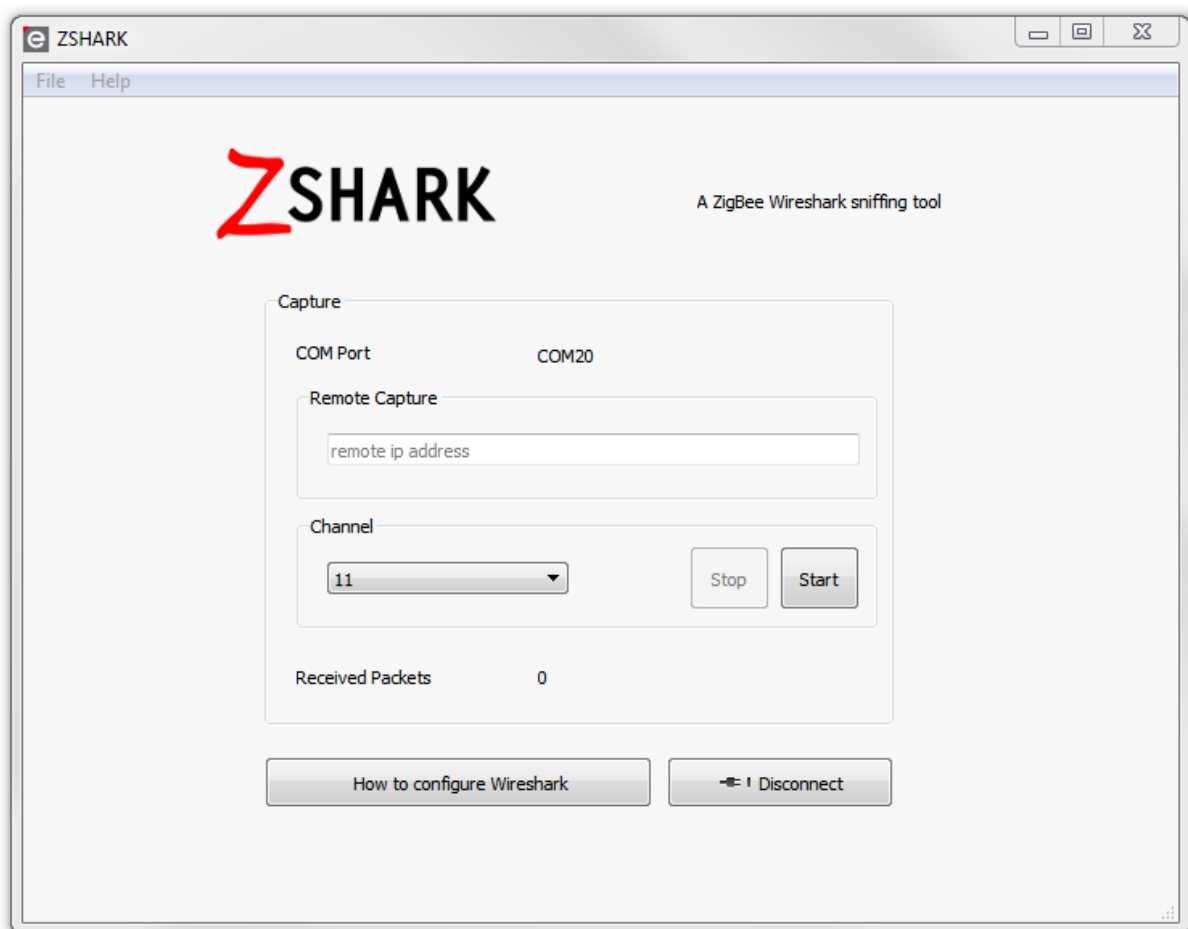 ZSHARK
File Help
ZSHARK
A ZigBee Wireshark sniffing tool
Capture
COM Port COM20
Remote Capture
remote ip address
Channel
11 Stop Start
Received Packets 0
How to configure Wireshark Disconnect